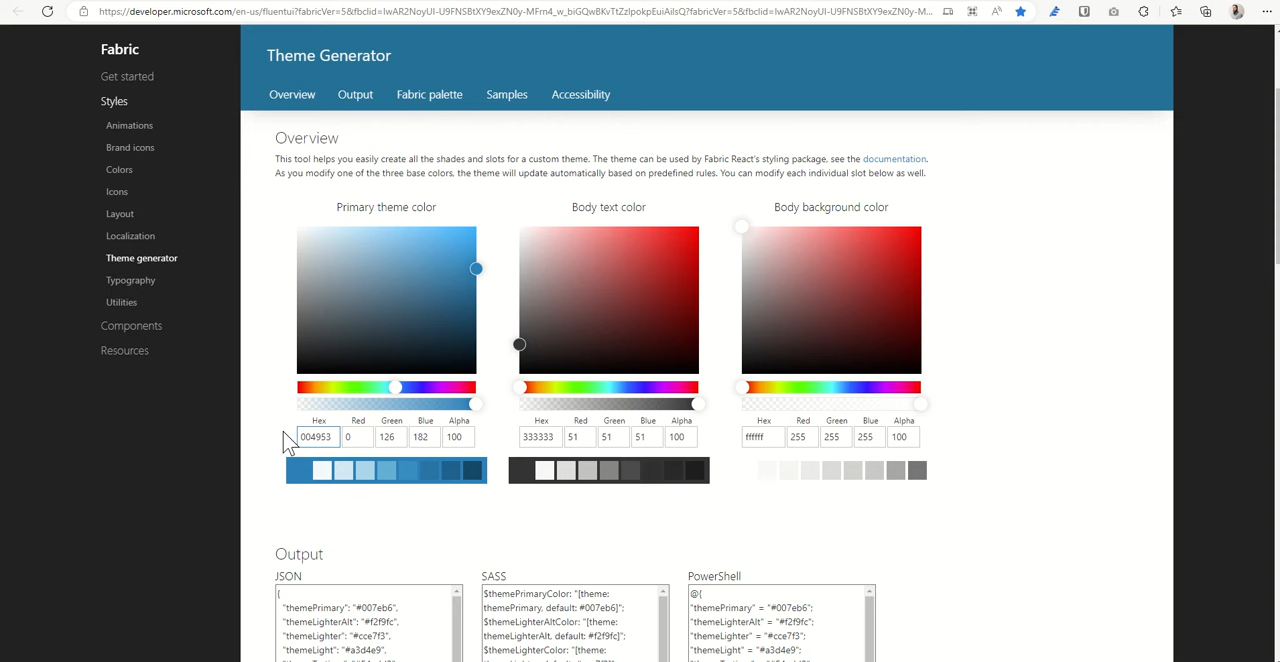 https://developer.microsoft.com/en-us/fluentui?fabricVer=5&fbclid=IwAR2NoyUI-U9FNSBtXY9exZN0y-MFrn4_w_biGQwBKvTtZzIpokpEuiAiIsQ?fabricVer=5&fbclid=IwAR2NoyUI-U9FNSBtXY9exZN0y-M...
Fabric
Get started
Styles
Animations
Brand icons
Colors
Icons
Layout
Localization
Theme generator
Typography
Utilities
Components
Resources
Theme Generator
Overview Output Fabric palette Samples Accessibility
Overview
This tool helps you easily create all the shades and slots for a custom theme. The theme can be used by Fabric React's styling package, see the documentation.
As you modify one of the three base colors, the theme will update automatically based on predefined rules. You can modify each individual slot below as well.
Primary theme color Body text color Body background color
Hex Red Green Blue Alpha Hex Red Green Blue Alpha Hex Red Green Blue Alpha
004953 0 126 182 100 333333 51 51 51 100 ffffff 255 255 255 100
Output
JSON
{
"themePrimary": "#007eb6",
"themeLighterAlt": "#f2f9fc",
"themeLighter": "#cce7f3",
"themeLight": "#a3d4e9",
SASS
$themePrimaryColor: "[theme:
themePrimary, default: #007eb6]";
$themeLighterAltColor: "[theme:
themeLighterAlt, default: #f2f9fc]";
$themeLighterColor: "[theme:
PowerShell
@{
"themePrimary" = "#007eb6";
"themeLighterAlt" = "#f2f9fc";
"themeLighter" = "#cce7f3";
"themeLight" = "#a3d4e9";